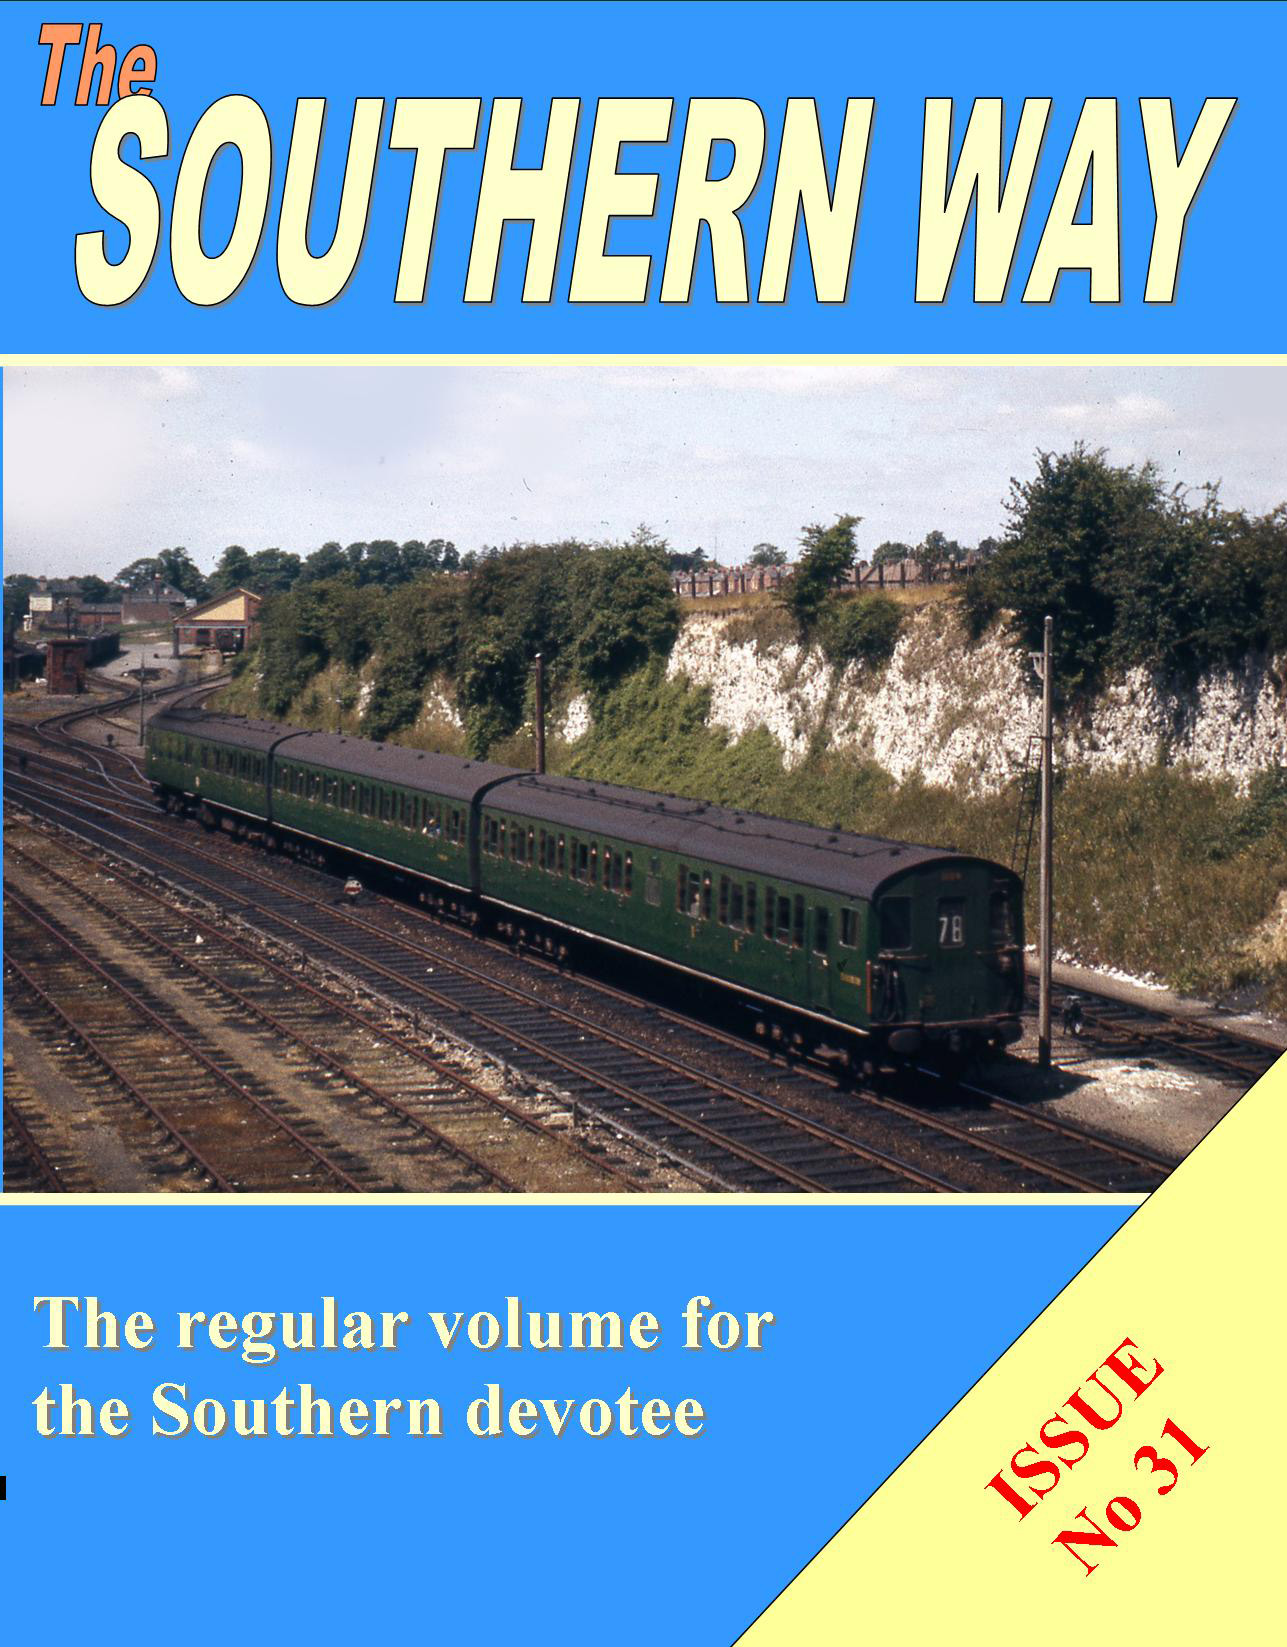 The
SOUTHERN WAY
78
The regular volume for
the Southern devotee
ISSUE
No 31